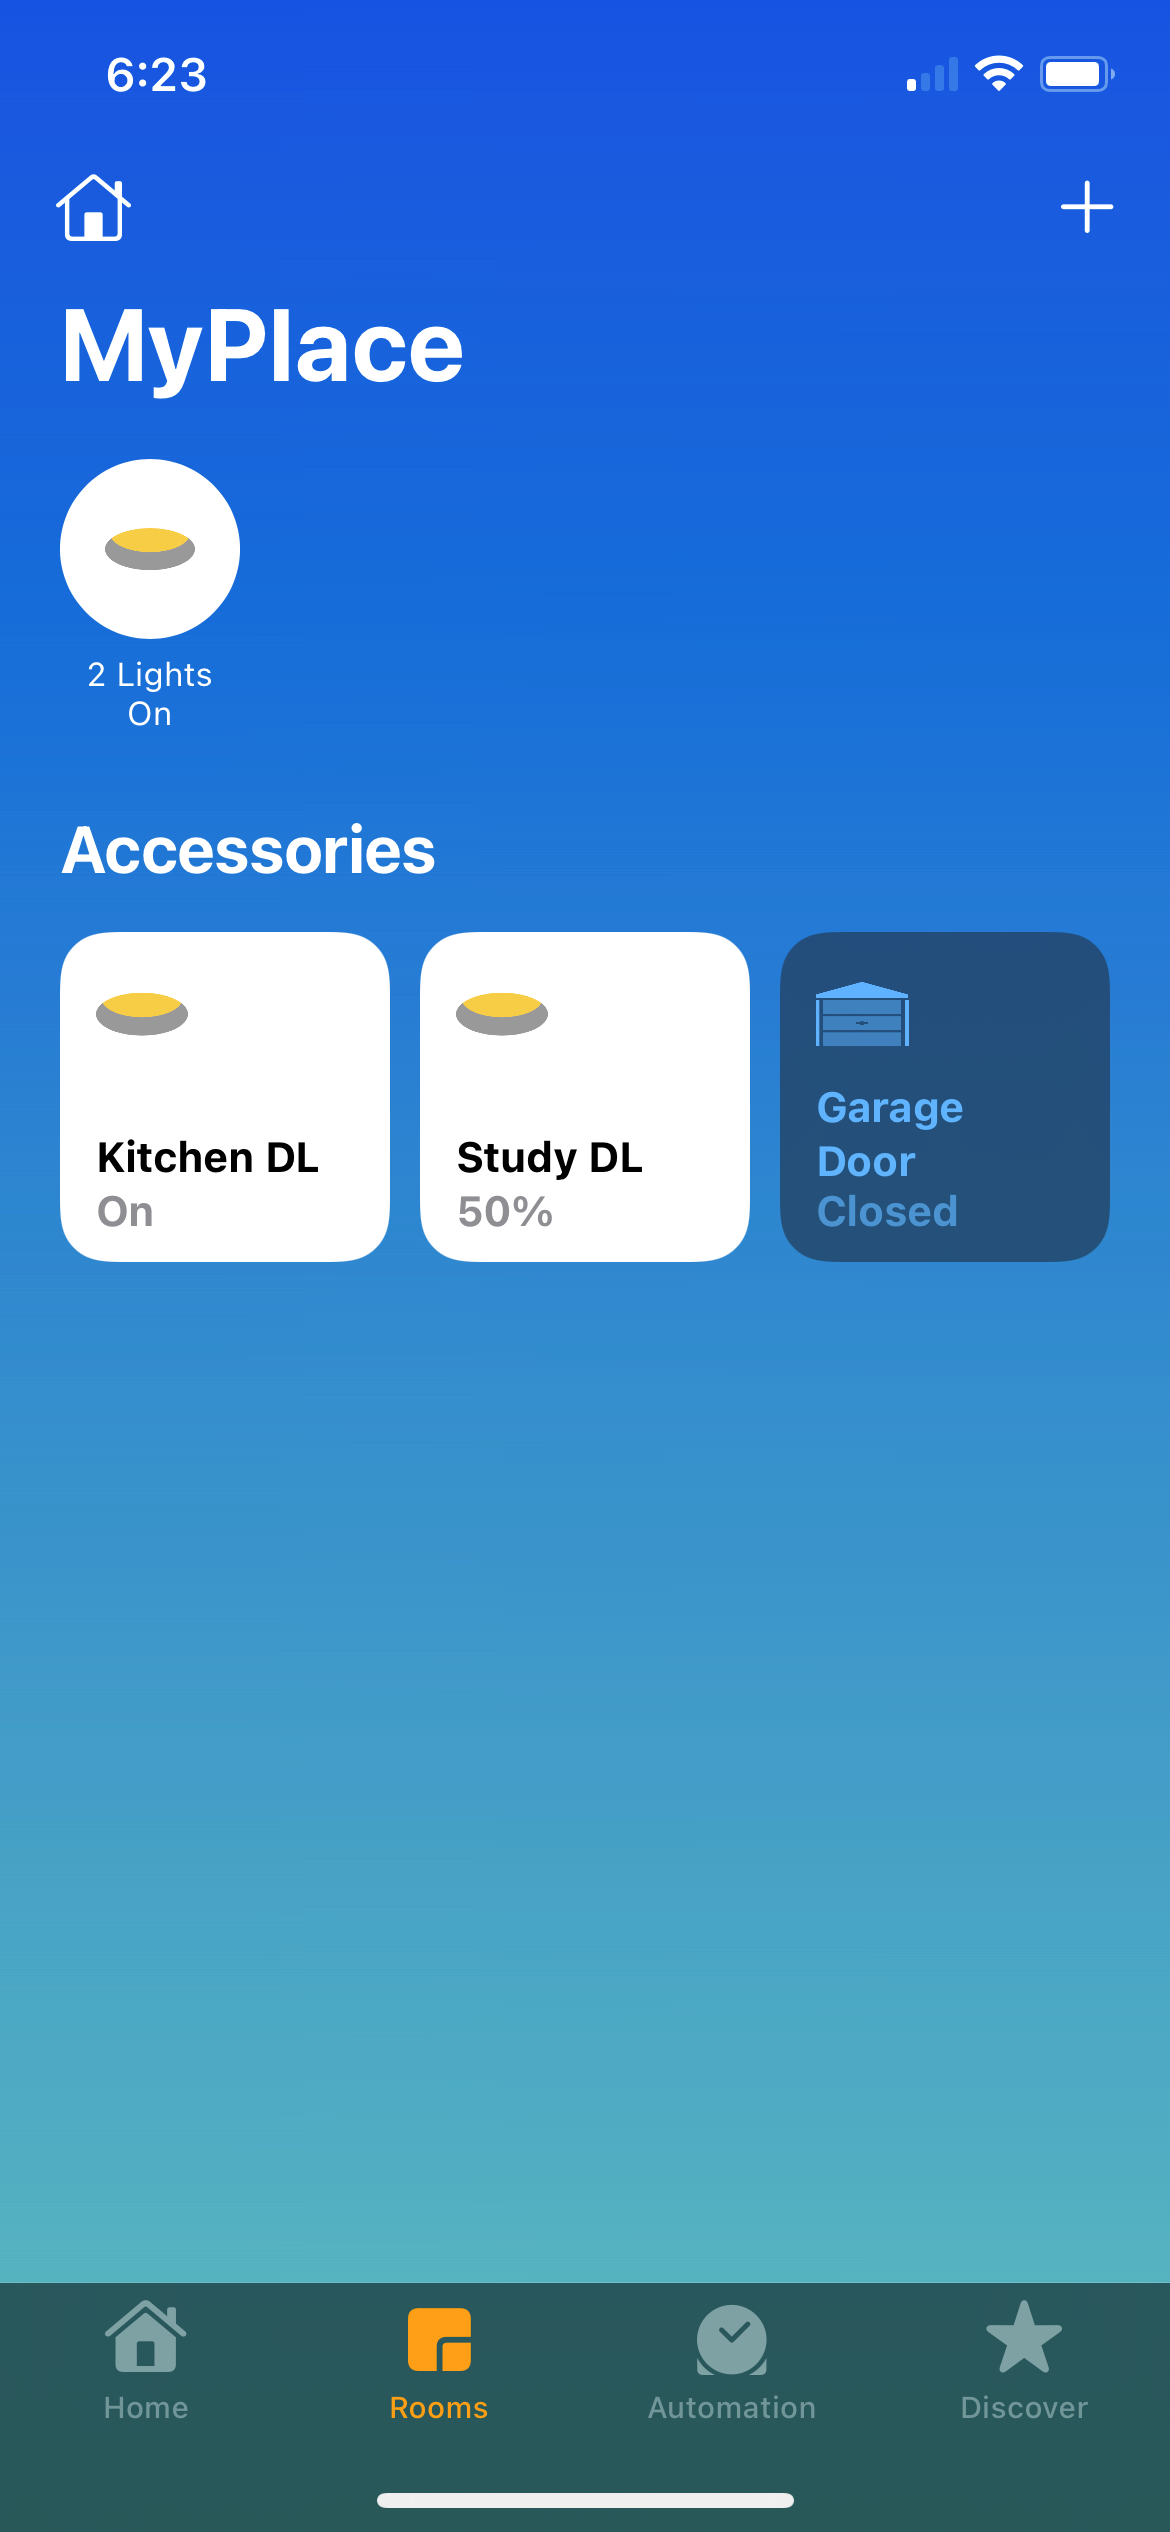 6:23
MyPlace
2 Lights
On
Accessories
Kitchen DL
On
Study DL
50%
Garage
Door
Closed
Home
Rooms
Automation
Discover